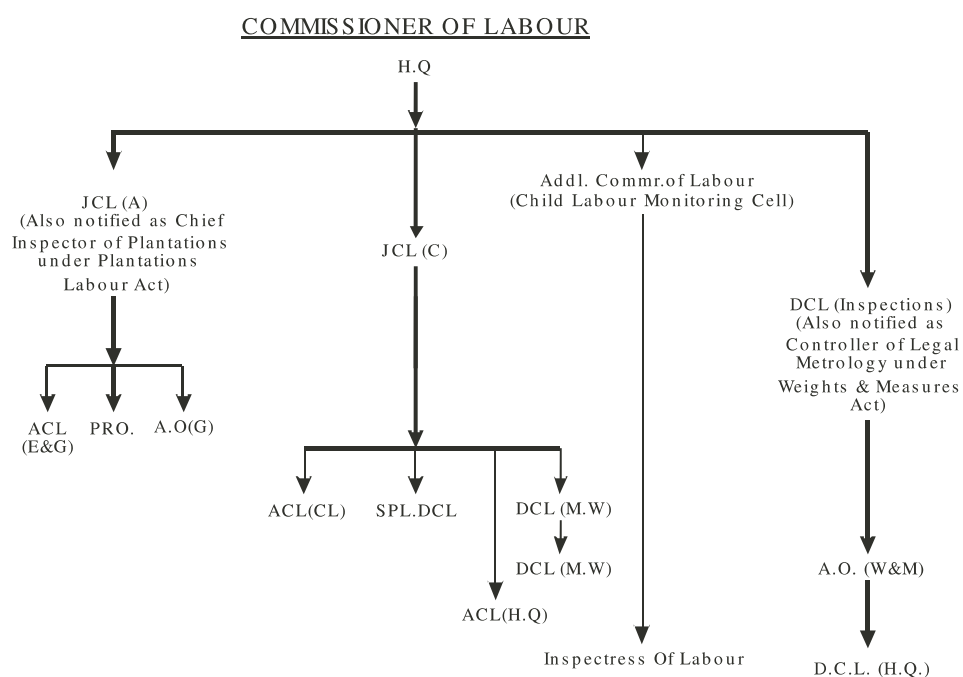 COMMISSIONER OF LABOUR
H.Q
JCL (A)
(Also notified as Chief
Inspector of Plantations
under Plantations
Labour Act)
ACL
(E&G)
PRO.
A.O(G)
JCL (C)
ACL(CL)
SPL.DCL
DCL (M.W)
DCL (M.W)
ACL(H.Q)
Addl. Commr.of Labour
(Child Labour Monitoring Cell)
Inspectress Of Labour
DCL (Inspections)
(Also notified as
Controller of Legal
Metrology under
Weights & Measures
Act)
A.O. (W&M)
D.C.L. (H.Q.)